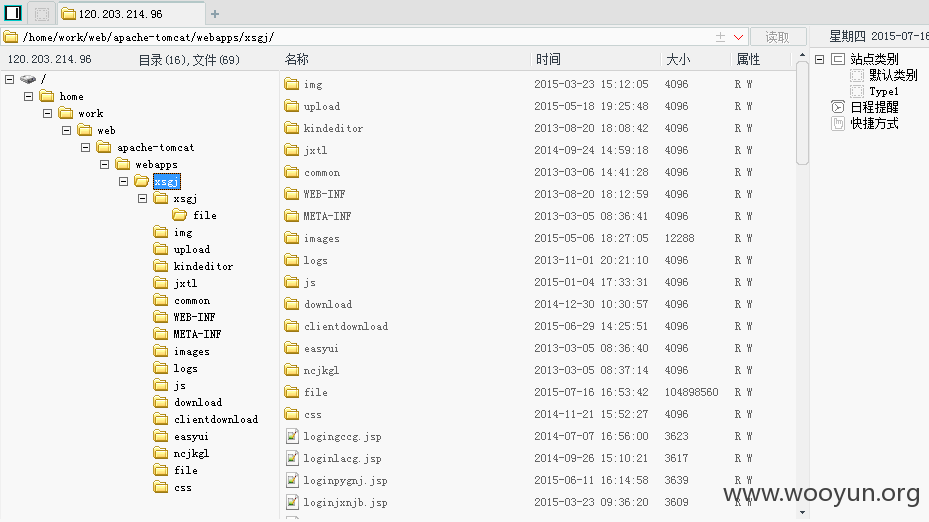 120.203.214.96
+
/home/work/web/apache-tomcat/webapps/xsgj/
读取
星期四 2015-07-16
120.203.214.96 目录(16),文件(69)
名称 时间 大小 属性
/
home
work
web
apache-tomcat
webapps
xsgj
xsgj
file
img
upload
kindeditor
jxtl
common
WEB-INF
META-INF
images
logs
js
download
clientdownload
easyui
ncjkgl
file
css
img 2015-03-23 15:12:05 4096 R W
upload 2015-05-18 19:25:48 4096 R W
kindeditor 2013-08-20 18:08:42 4096 R W
jxtl 2014-09-24 14:59:18 4096 R W
common 2013-03-06 14:41:28 4096 R W
WEB-INF 2013-08-20 18:12:59 4096 R W
META-INF 2013-03-05 08:36:41 4096 R W
images 2015-05-06 18:27:05 12288 R W
logs 2013-11-01 20:21:10 4096 R W
js 2015-01-04 17:33:31 4096 R W
download 2014-12-30 10:30:57 4096 R W
clientdownload 2015-06-29 14:25:51 4096 R W
easyui 2013-03-05 08:36:40 4096 R W
ncjkgl 2013-03-05 08:37:14 4096 R W
file 2015-07-16 16:53:42 104898560 R W
css 2014-11-21 15:52:27 4096 R W
logingccg.jsp 2014-07-07 16:56:00 3623 R W
loginlacg.jsp 2014-09-26 15:10:21 3617 R W
loginpygnj.jsp 2015-06-11 16:14:58 3639 R W
loginjxnjb.jsp 2015-03-23 09:36:20 3609 R W
站点类别
默认类别
Type1
日程提醒
快捷方式
www.wooyun.org